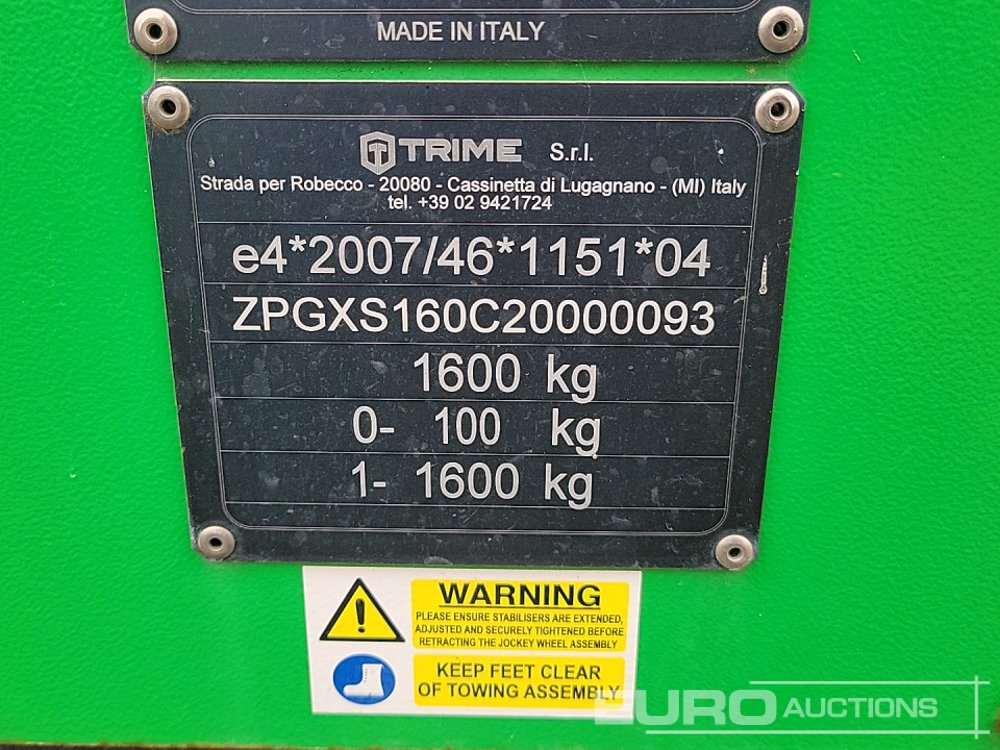 MADE IN ITALY
TRIME S.r.l.
Strada per Robecco - 20080 - Cassinetta di Lugagnano - (MI) Italy
tel. +39 02 9421724
e4*2007/46*1151*04
ZPGXS160C20000093
1600 kg
0- 100 kg
1- 1600 kg
WARNING
PLEASE ENSURE STABILISERS ARE EXTENDED,
ADJUSTED AND SECURELY TIGHTENED BEFORE
RETRACTING THE JOCKEY WHEEL ASSEMBLY
KEEP FEET CLEAR
OF TOWING ASSEMBLY
EURO AUCTIONS